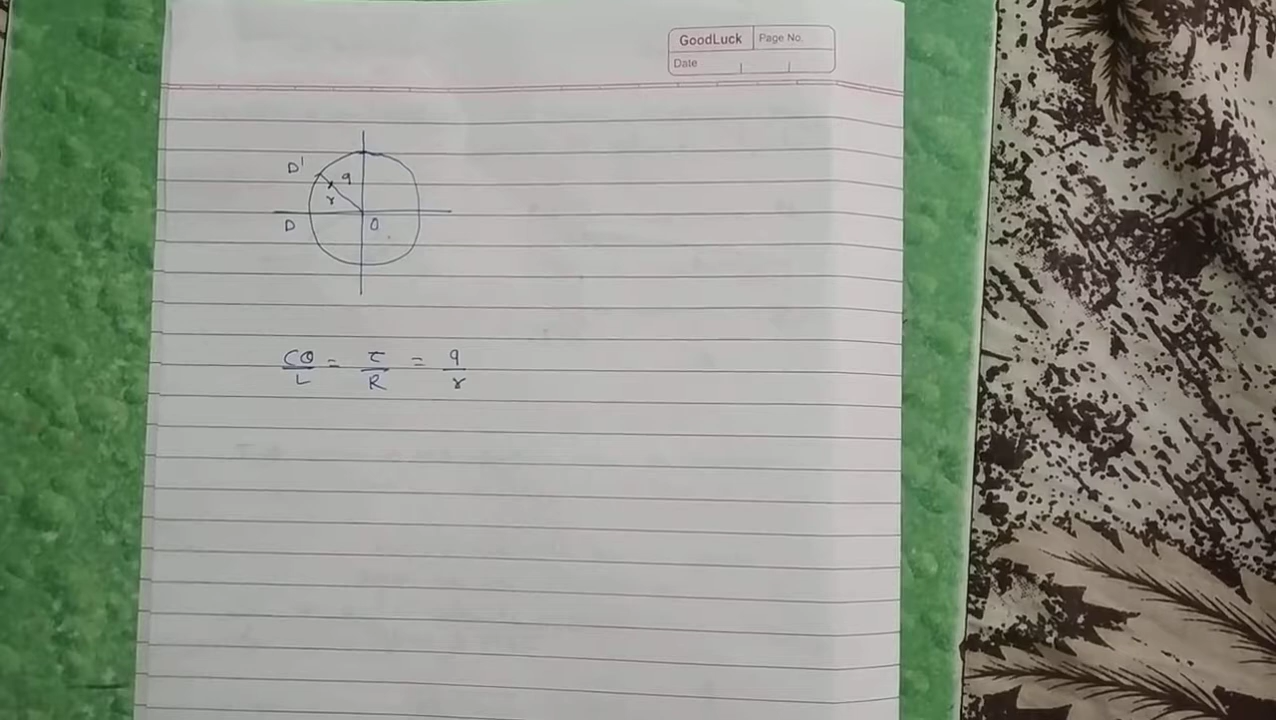 GoodLuck Page No.
Date
D' q
r
D O
Cθ/L = τ/R = q/r